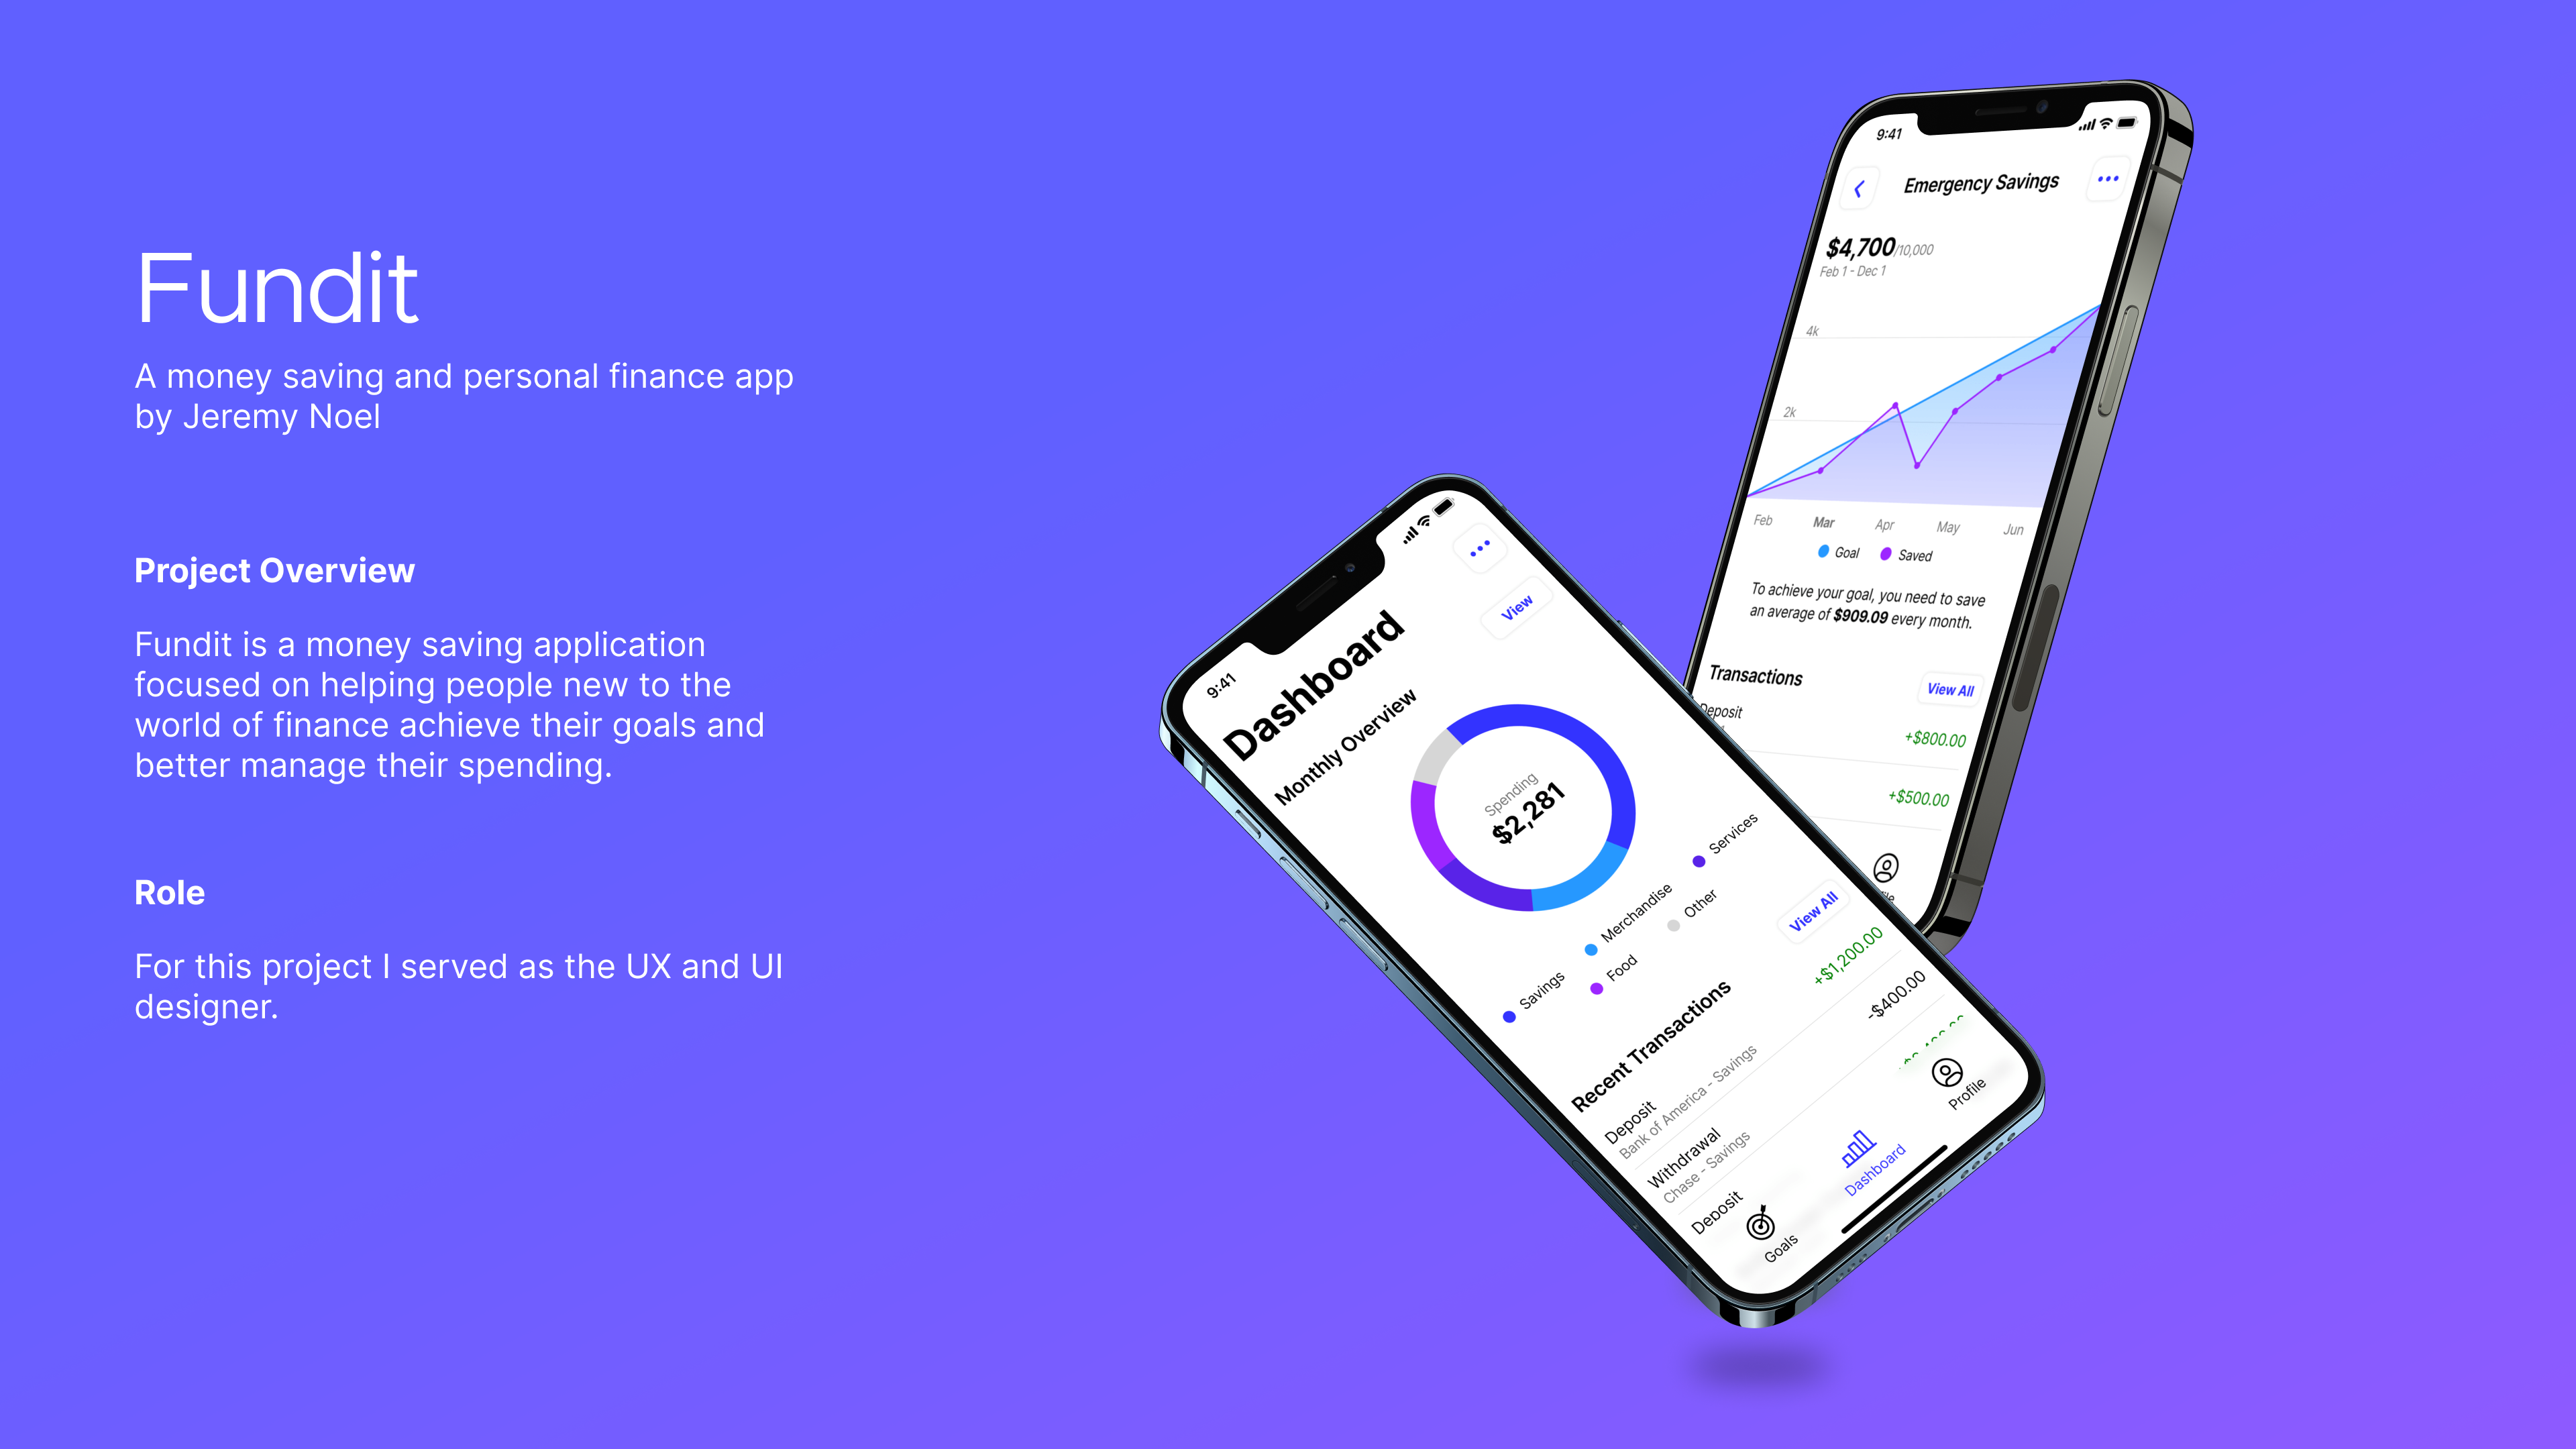 Fundit
A money saving and personal finance app
by Jeremy Noel
Project Overview
Fundit is a money saving application
focused on helping people new to the
world of finance achieve their goals and
better manage their spending.
Role
For this project I served as the UX and UI
designer.
9:41
Dashboard
Monthly Overview
View
Spending
$2,281
Savings
Merchandise
Services
Food
Other
Recent Transactions
View All
Deposit
+$1,200.00
Bank of America - Savings
Withdrawal
-$400.00
Chase - Savings
Deposit
Goals
Dashboard
Profile
9:41
Emergency Savings
$4,700/10,000
Feb 1 - Dec 1
4k
2k
Feb Mar Apr May Jun
Goal Saved
To achieve your goal, you need to save
an average of $909.09 every month.
Transactions
View All
Deposit
+$800.00
+$500.00